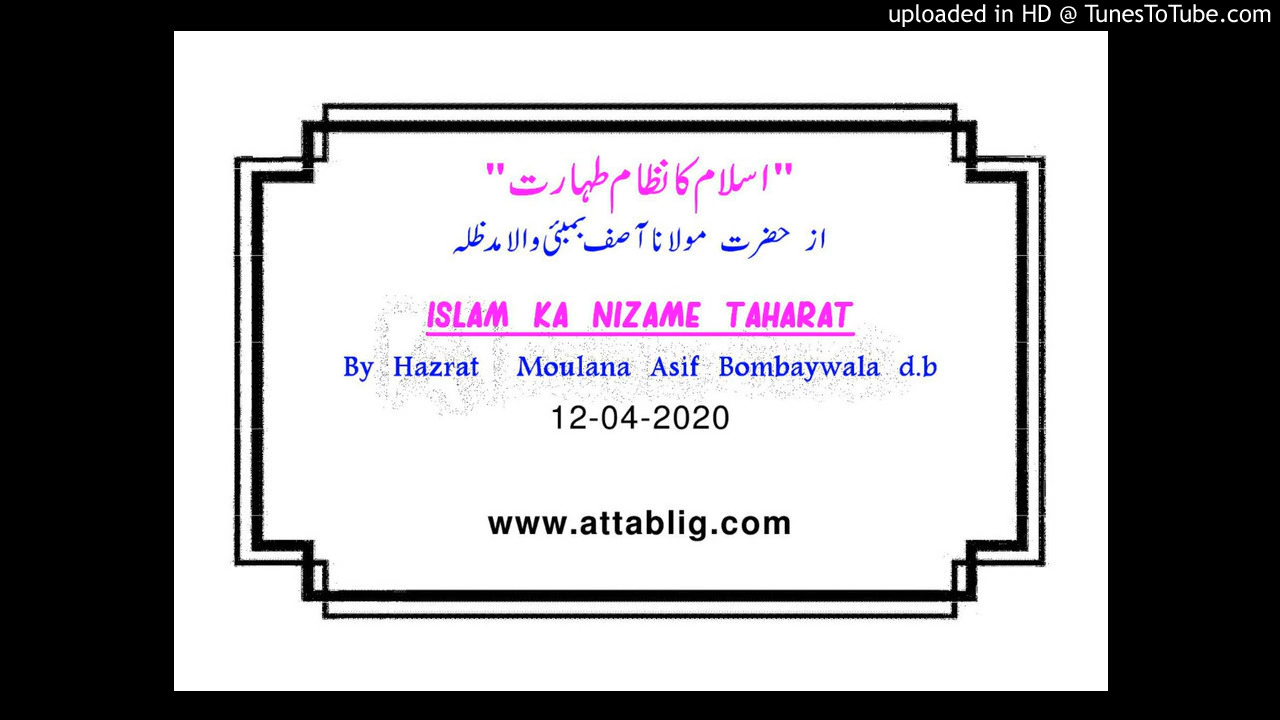 uploaded in HD @ TunesToTube.com
"اسلام کا نظام طہارت"
از حضرت مولانا آصف بمبئی والا مدظلہ
ISLAM KA NIZAME TAHARAT
By Hazrat Moulana Asif Bombaywala d.b
12-04-2020
www.attablig.com